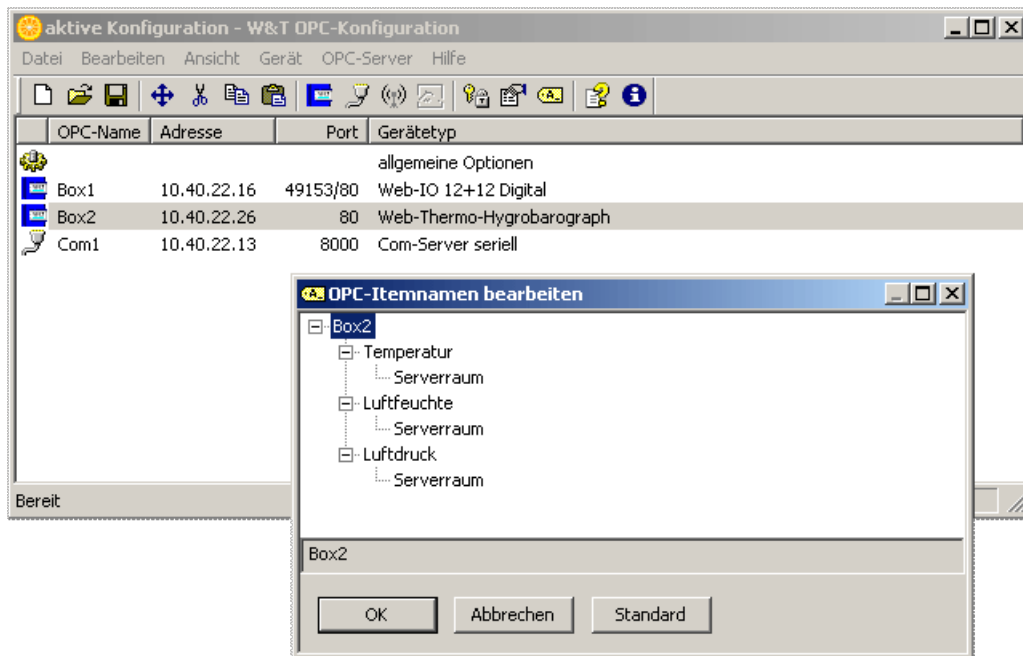 aktive Konfiguration - W&T OPC-Konfiguration
Datei Bearbeiten Ansicht Gerät OPC-Server Hilfe
OPC-Name Adresse Port Gerätetyp
allgemeine Optionen
Box1 10.40.22.16 49153/80 Web-IO 12+12 Digital
Box2 10.40.22.26 80 Web-Thermo-Hygrobarograph
Com1 10.40.22.13 8000 Com-Server seriell
OPC-Itemnamen bearbeiten
Box2
Temperatur
Serverraum
Luftfeuchte
Serverraum
Luftdruck
Serverraum
Bereit
Box2
OK Abbrechen Standard